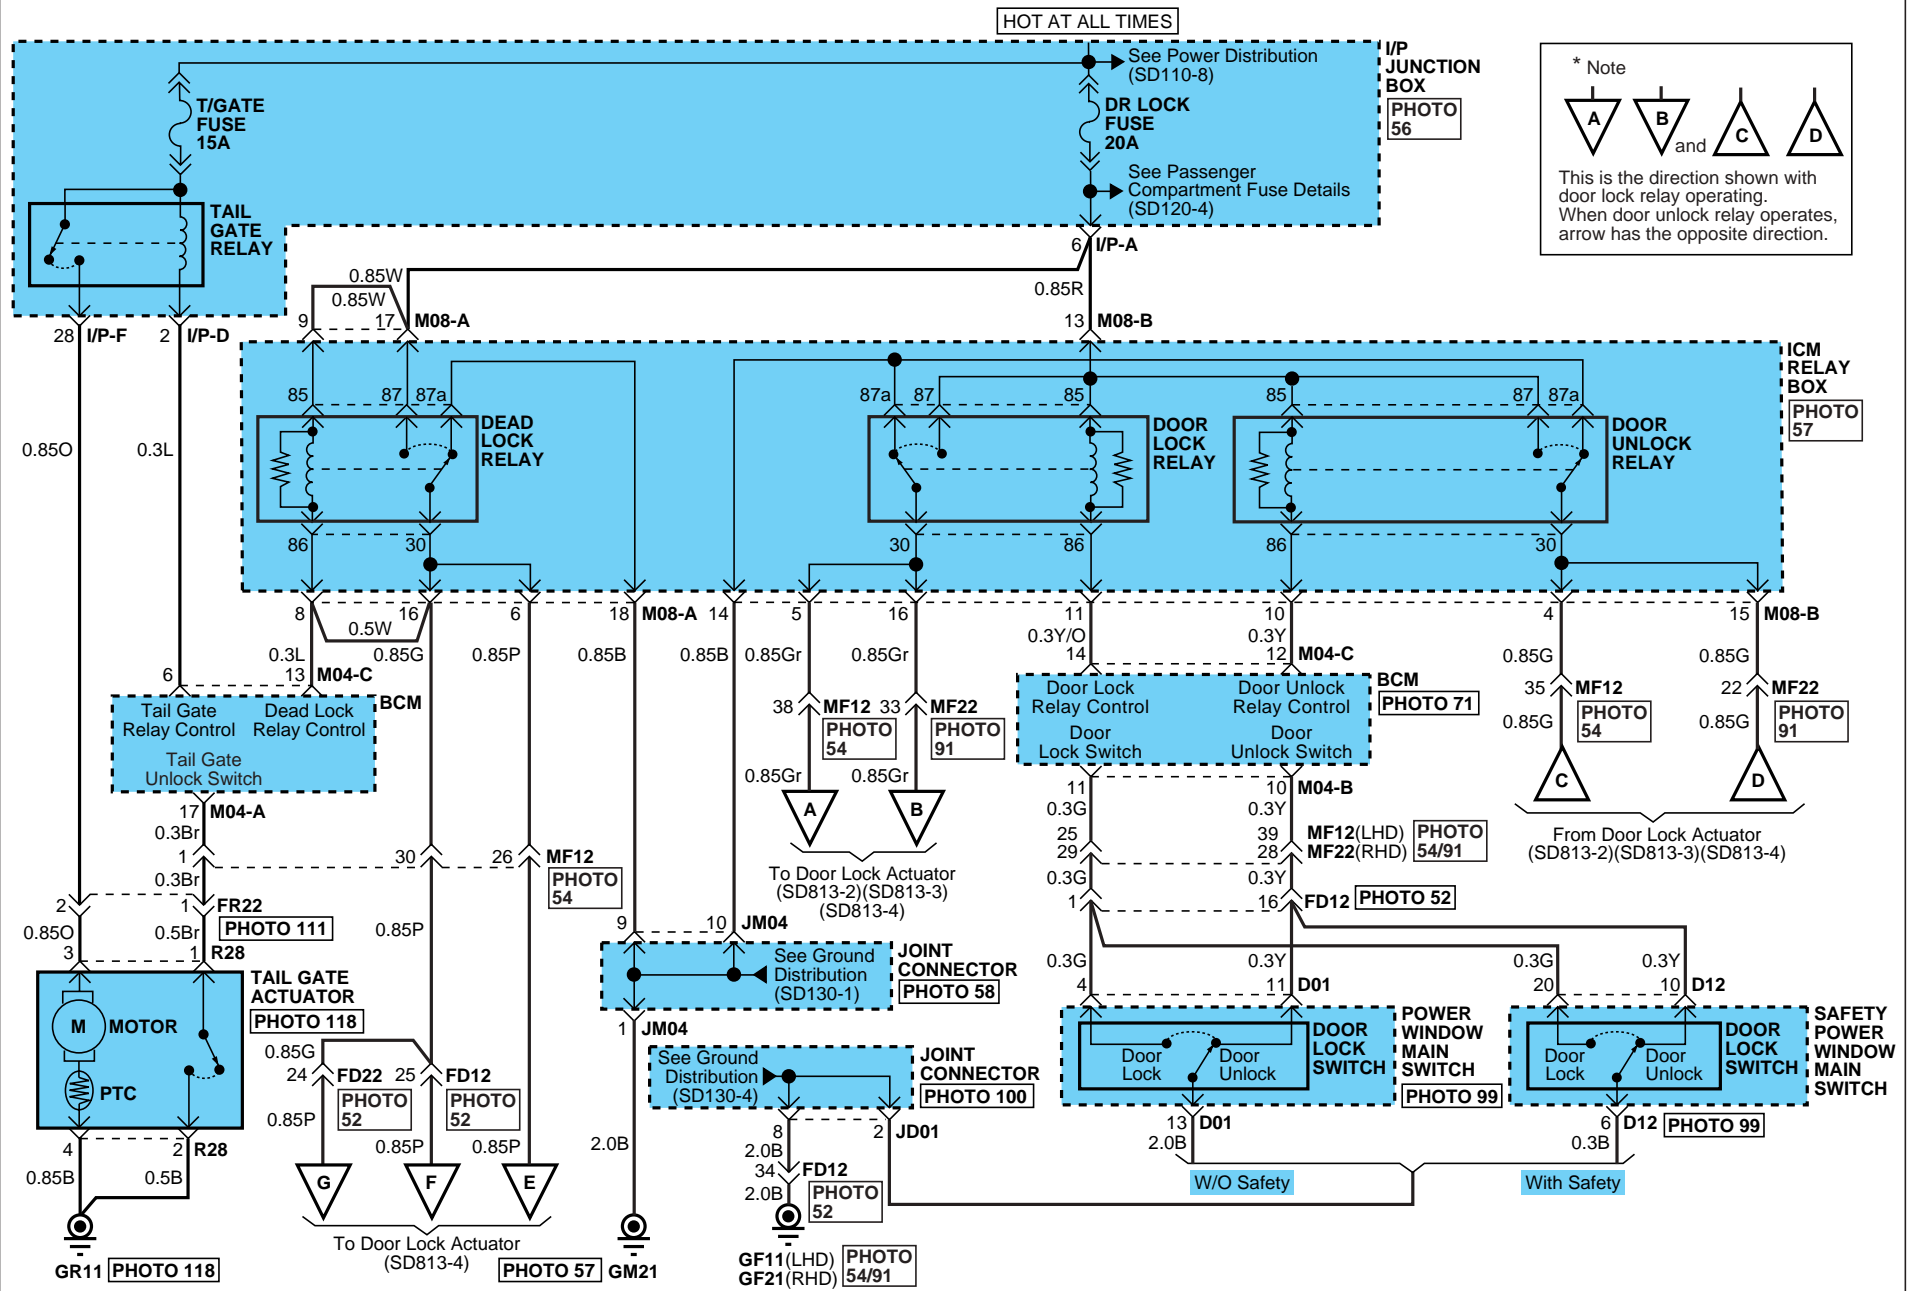 HOT AT ALL TIMES
See Power Distribution
(SD110-8)
I/P
JUNCTION
BOX
PHOTO
56
T/GATE
FUSE
15A
DR LOCK
FUSE
20A
See Passenger
Compartment Fuse Details
(SD120-4)
* Note
A
B
and
C
D
This is the direction shown with
door lock relay operating.
When door unlock relay operates,
arrow has the opposite direction.
TAIL
GATE
RELAY
6 I/P-A
0.85W
0.85W
0.85R
28 I/P-F
2 I/P-D
9
17 M08-A
13 M08-B
ICM
RELAY
BOX
PHOTO
57
85
87
87a
87a
87
85
85
87
87a
DEAD
LOCK
RELAY
DOOR
LOCK
RELAY
DOOR
UNLOCK
RELAY
0.85O
0.3L
86
30
30
86
86
30
8
16
6
18 M08-A
14
5
16
11
10
4
15 M08-B
0.5W
0.3L
0.85G
0.85P
0.85B
0.85B
0.85Gr
0.85Gr
0.3Y/O
0.3Y
0.85G
0.85G
6
13 M04-C
14
12 M04-C
BCM
Tail Gate
Relay Control
Dead Lock
Relay Control
Tail Gate
Unlock Switch
38 MF12
PHOTO
54
33 MF22
PHOTO
91
Door Lock
Relay Control
Door Unlock
Relay Control
Door
Lock Switch
Door
Unlock Switch
BCM
PHOTO 71
35 MF12
PHOTO
54
22 MF22
PHOTO
91
0.85G
0.85G
0.85Gr
0.85Gr
A
B
C
D
17 M04-A
0.3Br
11
10 M04-B
0.3G
0.3Y
25
29
39
28
MF12(LHD)
MF22(RHD)
PHOTO
54/91
From Door Lock Actuator
(SD813-2)(SD813-3)(SD813-4)
1
30
26 MF12
PHOTO
54
0.3Br
To Door Lock Actuator
(SD813-2)(SD813-3)
(SD813-4)
0.3G
0.3Y
1
16 FD12
PHOTO 52
2
1 FR22
PHOTO 111
0.85O
0.5Br
0.85P
9
10 JM04
3
1 R28
See Ground
Distribution
(SD130-1)
JOINT
CONNECTOR
PHOTO 58
0.3G
0.3Y
0.3G
0.3Y
4
11 D01
20
10 D12
TAIL GATE
ACTUATOR
PHOTO 118
M
MOTOR
PTC
1 JM04
Door
Lock
Door
Unlock
DOOR
LOCK
SWITCH
POWER
WINDOW
MAIN
SWITCH
PHOTO 99
Door
Lock
Door
Unlock
DOOR
LOCK
SWITCH
SAFETY
POWER
WINDOW
MAIN
SWITCH
0.85G
24 FD22
PHOTO
52
25 FD12
PHOTO
52
See Ground
Distribution
(SD130-4)
JOINT
CONNECTOR
PHOTO 100
0.85P
0.85P
0.85P
8
2 JD01
13 D01
6 D12
PHOTO 99
2.0B
0.3B
4
2 R28
2.0B
2.0B
34 FD12
PHOTO
52
2.0B
0.85B
0.5B
G
F
E
W/O Safety
With Safety
To Door Lock Actuator
(SD813-4)
GR11
PHOTO 118
PHOTO 57
GM21
GF11(LHD)
GF21(RHD)
PHOTO
54/91